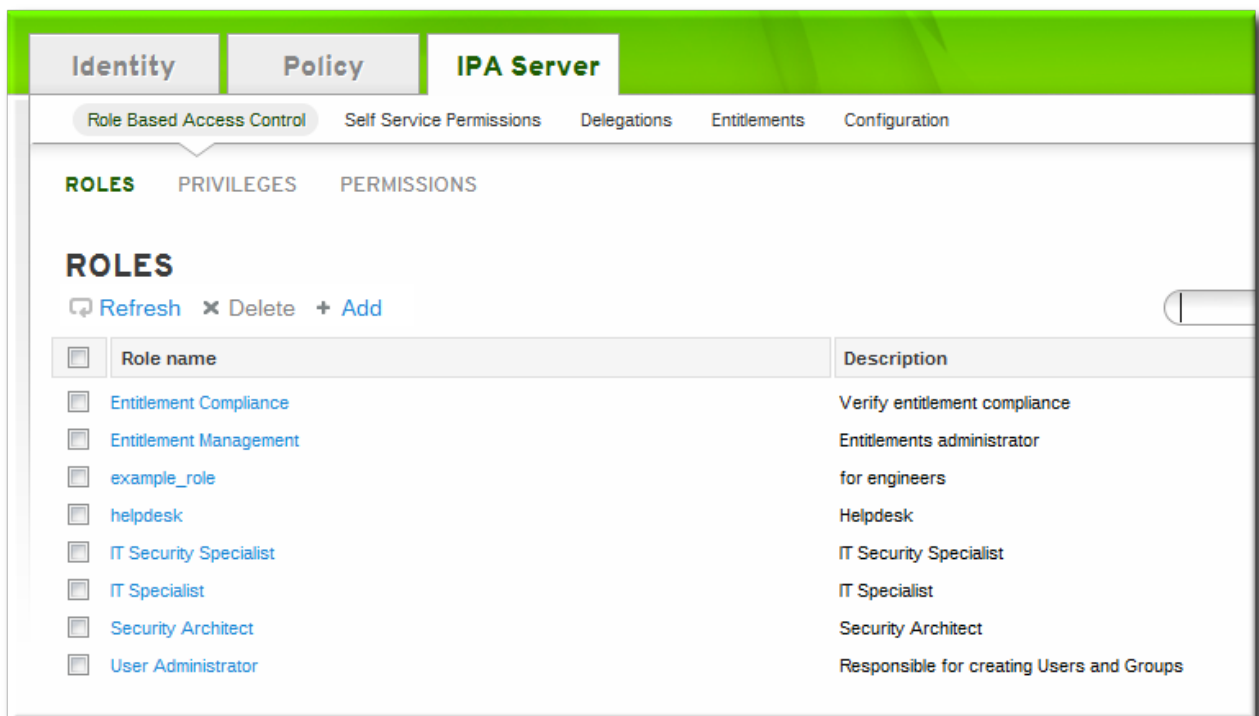 Identity Policy IPA Server
Role Based Access Control Self Service Permissions Delegations Entitlements Configuration
ROLES PRIVILEGES PERMISSIONS
ROLES
Refresh Delete Add
Role name Description
Entitlement Compliance Verify entitlement compliance
Entitlement Management Entitlements administrator
example_role for engineers
helpdesk Helpdesk
IT Security Specialist IT Security Specialist
IT Specialist IT Specialist
Security Architect Security Architect
User Administrator Responsible for creating Users and Groups